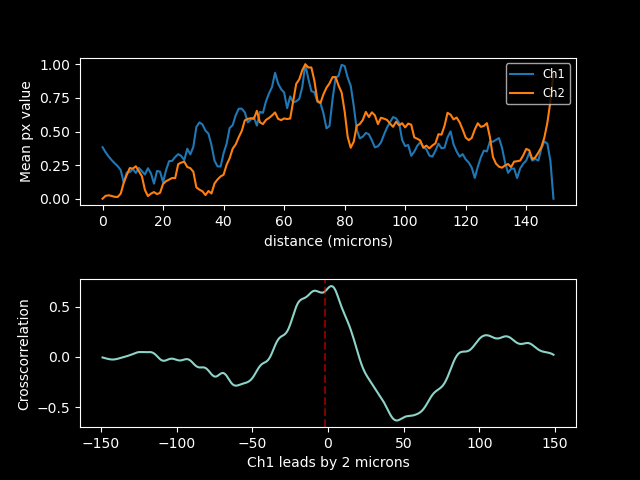 Mean px value
1.00
0.75
0.50
0.25
0.00
Ch1
Ch2
0 20 40 60 80 100 120 140
distance (microns)
Crosscorrelation
0.5
0.0
−0.5
−150 −100 −50 0 50 100 150
Ch1 leads by 2 microns